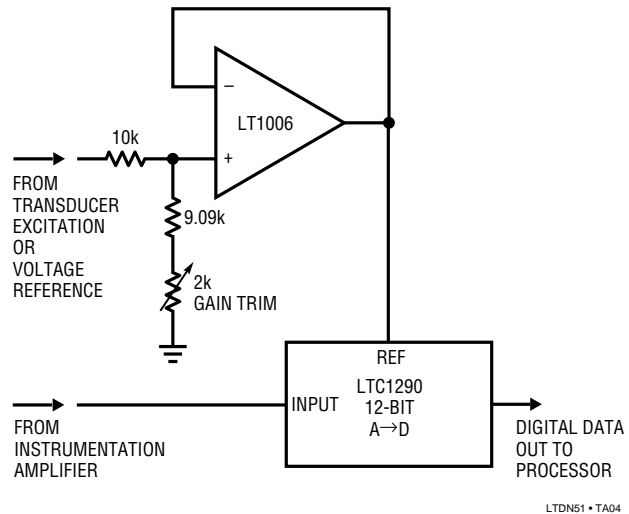 −
LT1006
+
10k
FROM
TRANSDUCER
EXCITATION
OR
VOLTAGE
REFERENCE
9.09k
2k
GAIN TRIM
REF
LTC1290
12-BIT
A→D
INPUT
FROM
INSTRUMENTATION
AMPLIFIER
DIGITAL DATA
OUT TO
PROCESSOR
LTDN51 • TA04